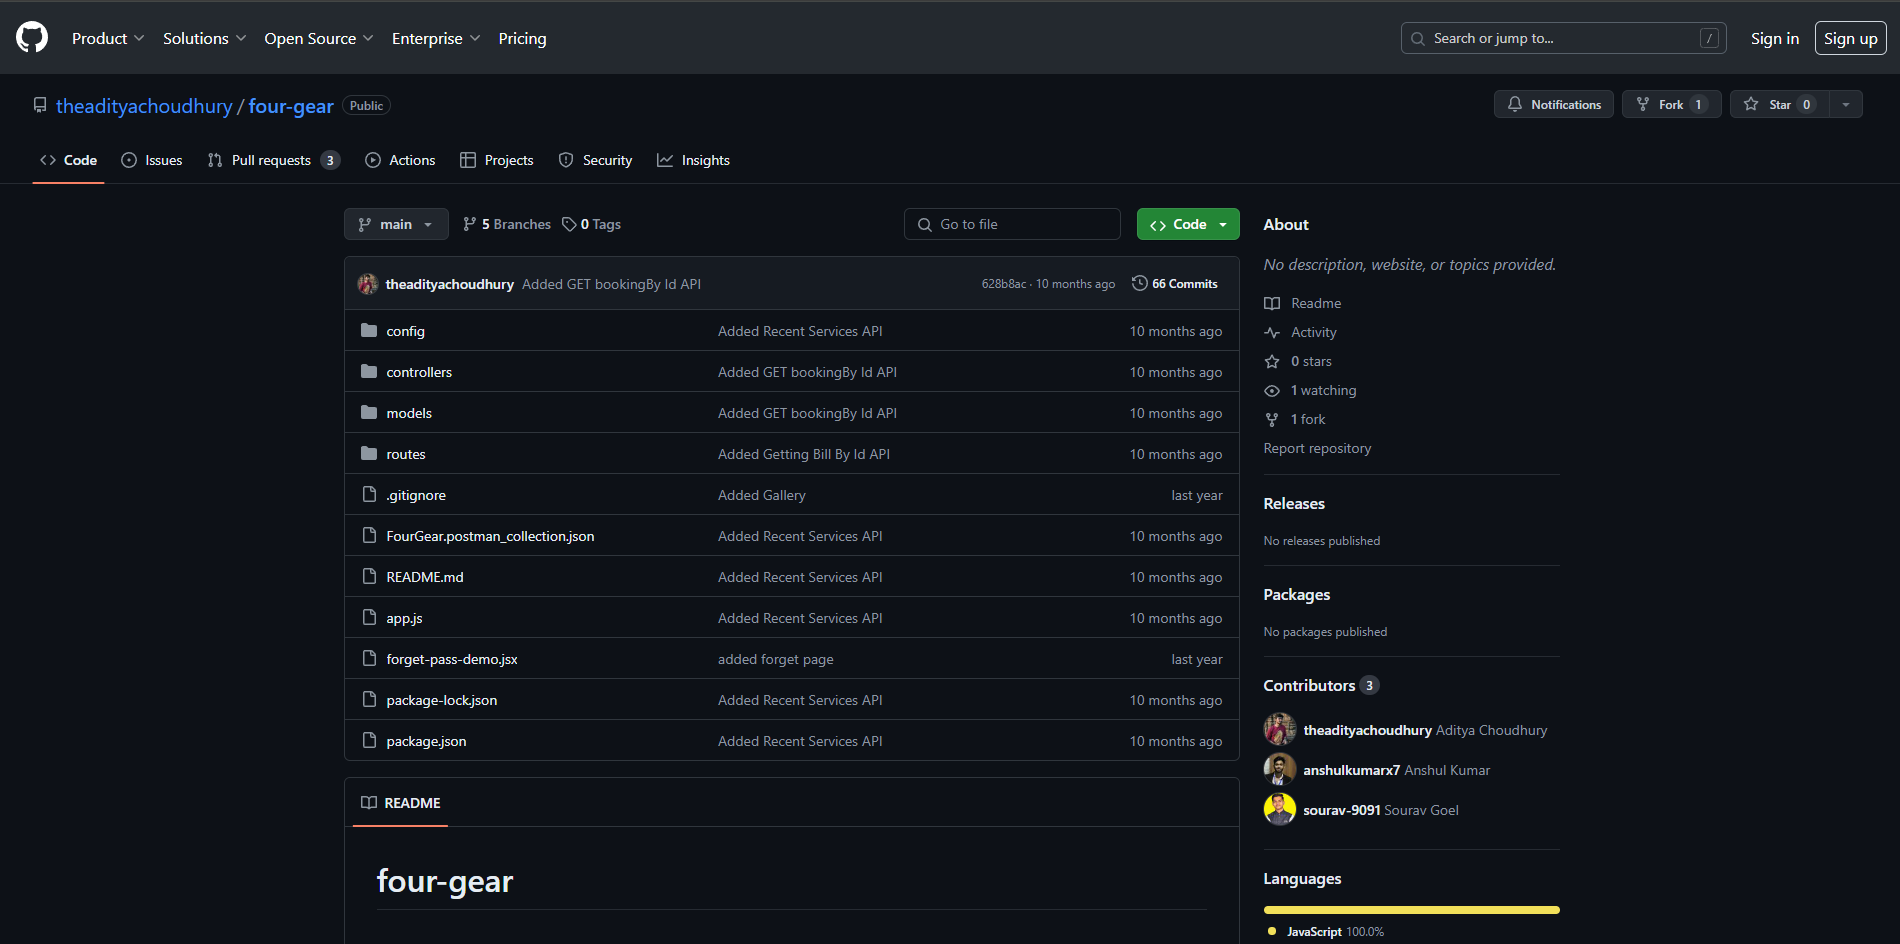 Product Solutions Open Source Enterprise Pricing Search or jump to... / Sign in Sign up
theadityachoudhury / four-gear Public Notifications Fork 1 Star 0
Code Issues Pull requests 3 Actions Projects Security Insights
main 5 Branches 0 Tags Go to file Code
theadityachoudhury Added GET bookingBy Id API 628b8ac · 10 months ago 66 Commits
config Added Recent Services API 10 months ago
controllers Added GET bookingBy Id API 10 months ago
models Added GET bookingBy Id API 10 months ago
routes Added Getting Bill By Id API 10 months ago
.gitignore Added Gallery last year
FourGear.postman_collection.json Added Recent Services API 10 months ago
README.md Added Recent Services API 10 months ago
app.js Added Recent Services API 10 months ago
forget-pass-demo.jsx added forget page last year
package-lock.json Added Recent Services API 10 months ago
package.json Added Recent Services API 10 months ago
README
four-gear
About
No description, website, or topics provided.
Readme
Activity
0 stars
1 watching
1 fork
Report repository
Releases
No releases published
Packages
No packages published
Contributors 3
theadityachoudhury Aditya Choudhury
anshulkumarx7 Anshul Kumar
sourav-9091 Sourav Goel
Languages
JavaScript 100.0%